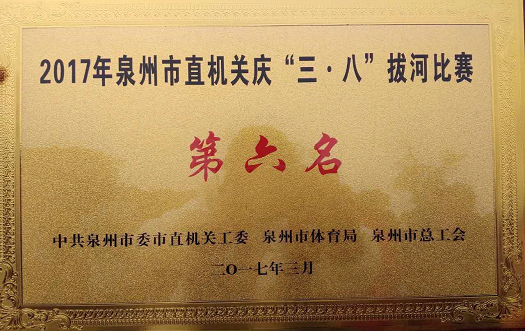 2017年泉州市直机关庆“三·八”拔河比赛
第六名
中共泉州市委市直机关工委 泉州市体育局 泉州市总工会
二〇一七年三月